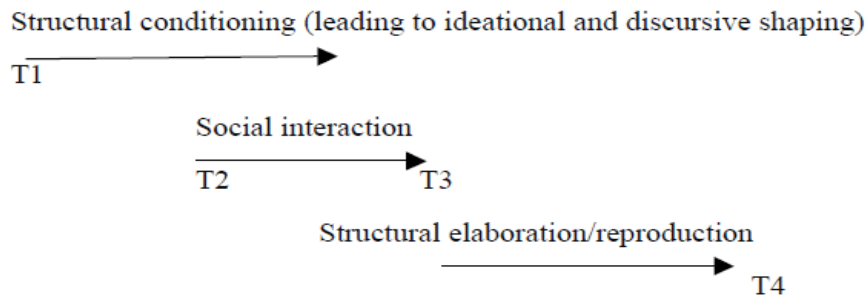 Structural conditioning (leading to ideational and discursive shaping)
T1
Social interaction
T2 T3
Structural elaboration/reproduction
T4